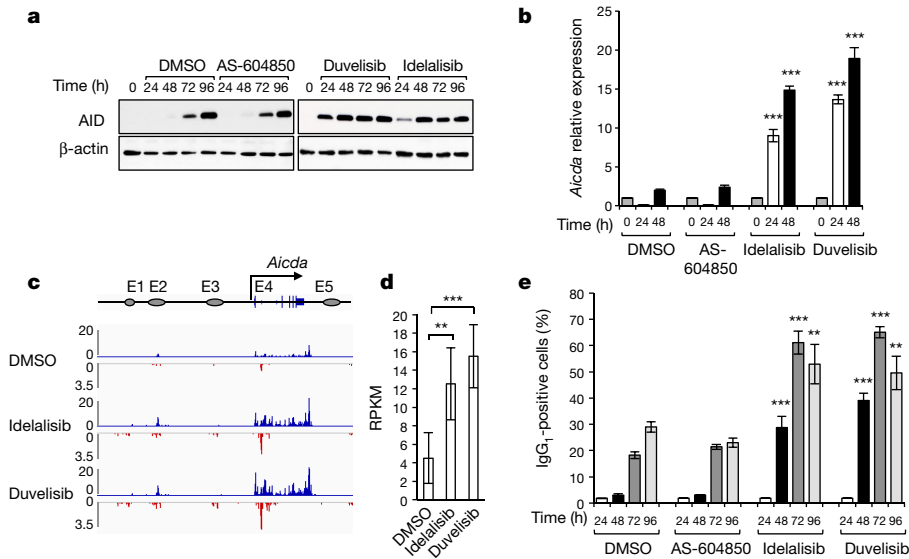 a
DMSO AS-604850 Duvelisib Idelalisib
Time (h) 0 24 48 72 96 24 48 72 96 0 24 48 72 96 24 48 72 96
AID
β-actin
b
Aicda relative expression
25
20
15
10
5
0
*** *** *** ***
Time (h) 0 24 48 0 24 48 0 24 48 0 24 48
DMSO AS-604850 Idelalisib Duvelisib
c
Aicda
E1 E2 E3 E4 E5
DMSO
20
0
3.5
Idelalisib
20
0
3.5
Duvelisib
20
0
3.5
d
RPKM
20
18
16
14
12
10
8
6
4
2
0
***
**
DMSO
Idelalisib
Duvelisib
e
IgG1-positive cells (%)
80
70
60
50
40
30
20
10
0
*** *** ** *** *** **
Time (h) 24 48 72 96 24 48 72 96 24 48 72 96 24 48 72 96
DMSO AS-604850 Idelalisib Duvelisib